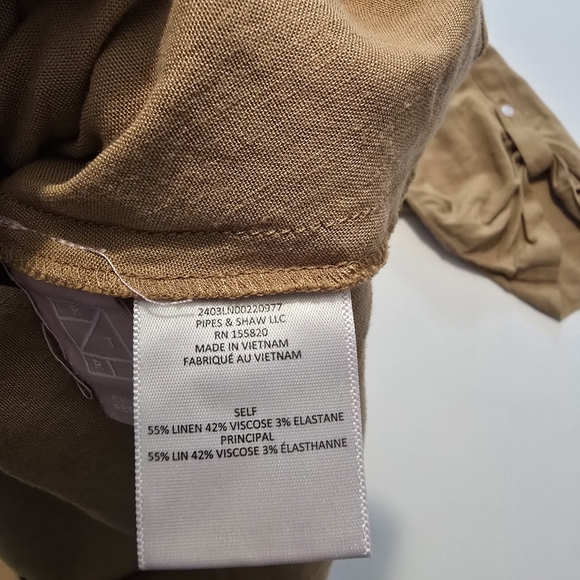 2403LN00220977
PIPES & SHAW LLC
RN 155820
MADE IN VIETNAM
FABRIQUÉ AU VIETNAM
SELF
55% LINEN 42% VISCOSE 3% ELASTANE
PRINCIPAL
55% LIN 42% VISCOSE 3% ÉLASTHANNE